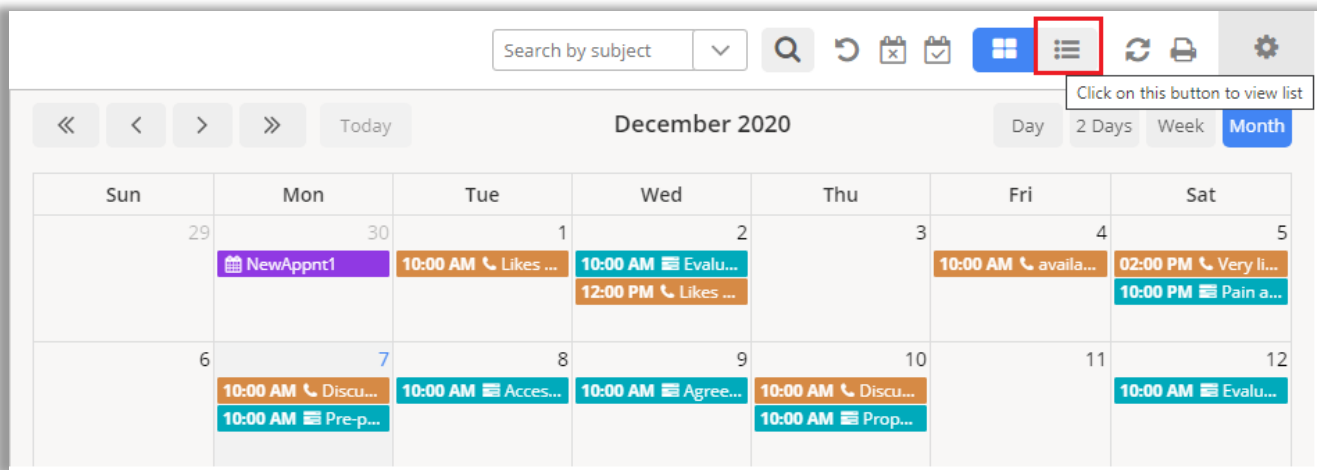 Search by subject
Click on this button to view list
Today
December 2020
Day 2 Days Week Month
Sun Mon Tue Wed Thu Fri Sat
29 30 1 2 3 4 5
NewAppnt1 10:00 AM Likes ... 10:00 AM Evalu... 10:00 AM availa... 02:00 PM Very li...
12:00 PM Likes ... 10:00 PM Pain a...
6 7 8 9 10 11 12
10:00 AM Discu... 10:00 AM Acces... 10:00 AM Agree... 10:00 AM Discu... 10:00 AM Evalu...
10:00 AM Pre-p... 10:00 AM Prop...